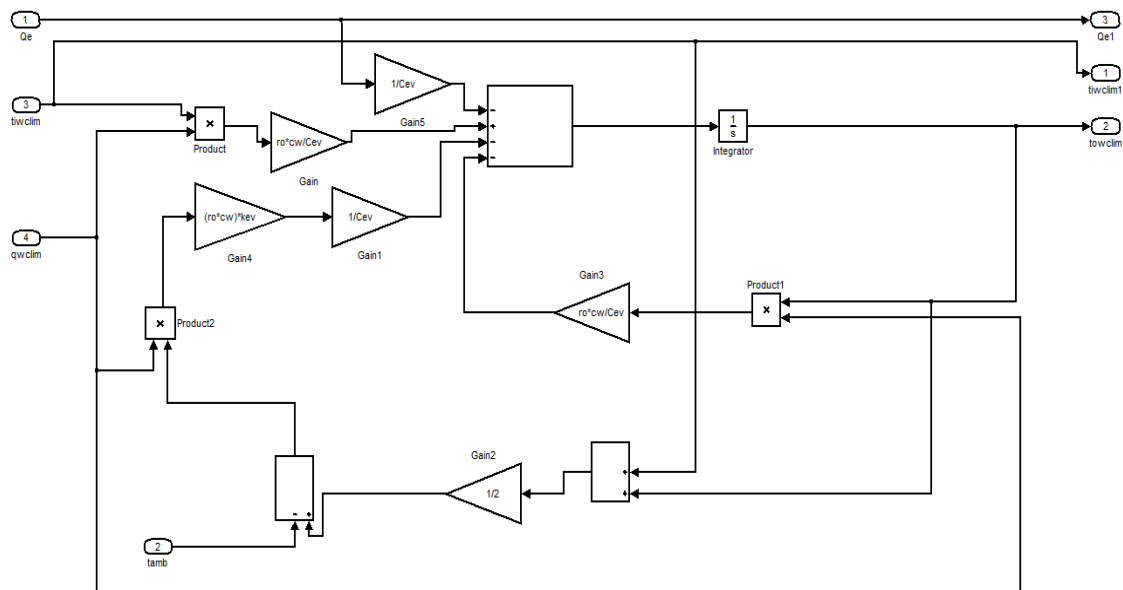 1
Qe
3
Qe1
1/Cev
1
tiwclim1
3
tiwclim
×
Product
Gain5
ro*cw/Cev
Gain
-
+
-
-
1
s
Integrator
2
towclim
(ro*cw)*kev
Gain4
1/Cev
Gain1
4
qwclim
Gain3
ro*cw/Cev
Product1
×
×
Product2
Gain2
1/2
+
+
-
+
2
tamb